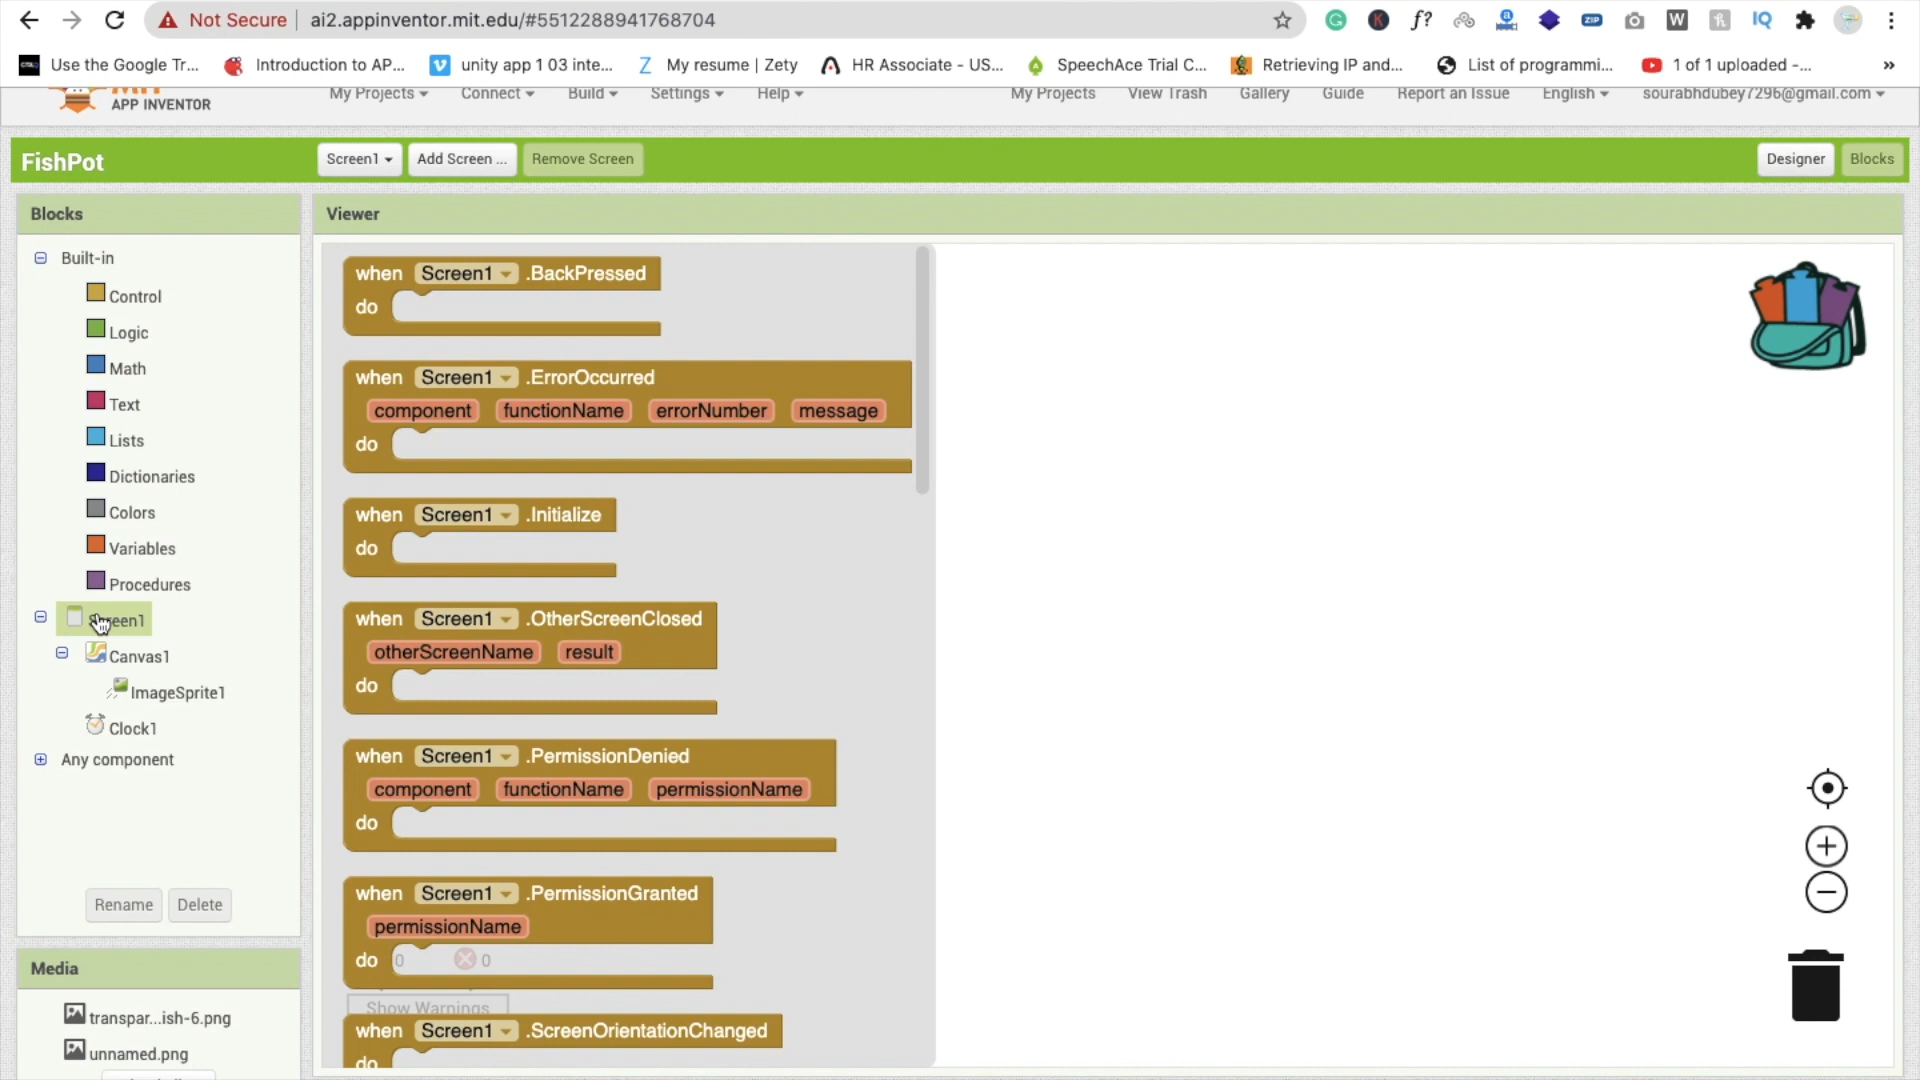 Not Secure ai2.appinventor.mit.edu/#5512288941768704
Use the Google Tr... Introduction to AP... unity app 1 03 inte... My resume | Zety HR Associate - US... SpeechAce Trial C... Retrieving IP and... List of programmi... 1 of 1 uploaded -... »
MIT
APP INVENTOR
My Projects Connect Build Settings Help My Projects View Trash Gallery Guide Report an Issue English sourabhdubey7296@gmail.com
FishPot Screen1 Add Screen ... Remove Screen Designer Blocks
Blocks
Built-in
Control
Logic
Math
Text
Lists
Dictionaries
Colors
Variables
Procedures
Screen1
Canvas1
ImageSprite1
Clock1
Any component
Rename Delete
Media
transpar...ish-6.png
unnamed.png
Viewer
when Screen1 .BackPressed
do
when Screen1 .ErrorOccurred
component functionName errorNumber message
do
when Screen1 .Initialize
do
when Screen1 .OtherScreenClosed
otherScreenName result
do
when Screen1 .PermissionDenied
component functionName permissionName
do
when Screen1 .PermissionGranted
permissionName
do 0 0
Show Warnings
when Screen1 .ScreenOrientationChanged
do